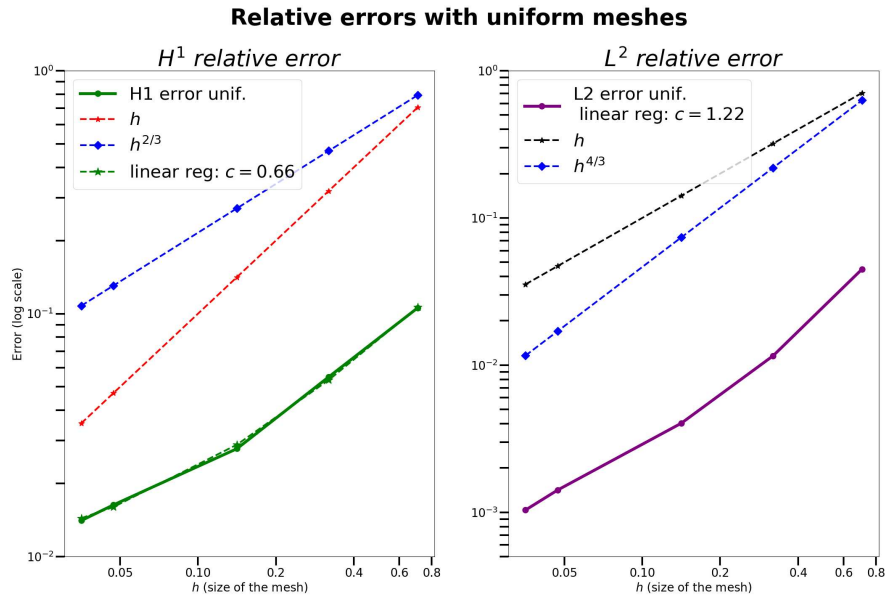 Relative errors with uniform meshes
H¹ relative error
H1 error unif.
h
h^{2/3}
linear reg: c = 0.66
10⁰
10⁻¹
10⁻²
Error (log scale)
0.05 0.10 0.2 0.4 0.6 0.8
h (size of the mesh)
L² relative error
L2 error unif.
linear reg: c = 1.22
h
h^{4/3}
10⁰
10⁻¹
10⁻²
10⁻³
0.05 0.10 0.2 0.4 0.6 0.8
h (size of the mesh)